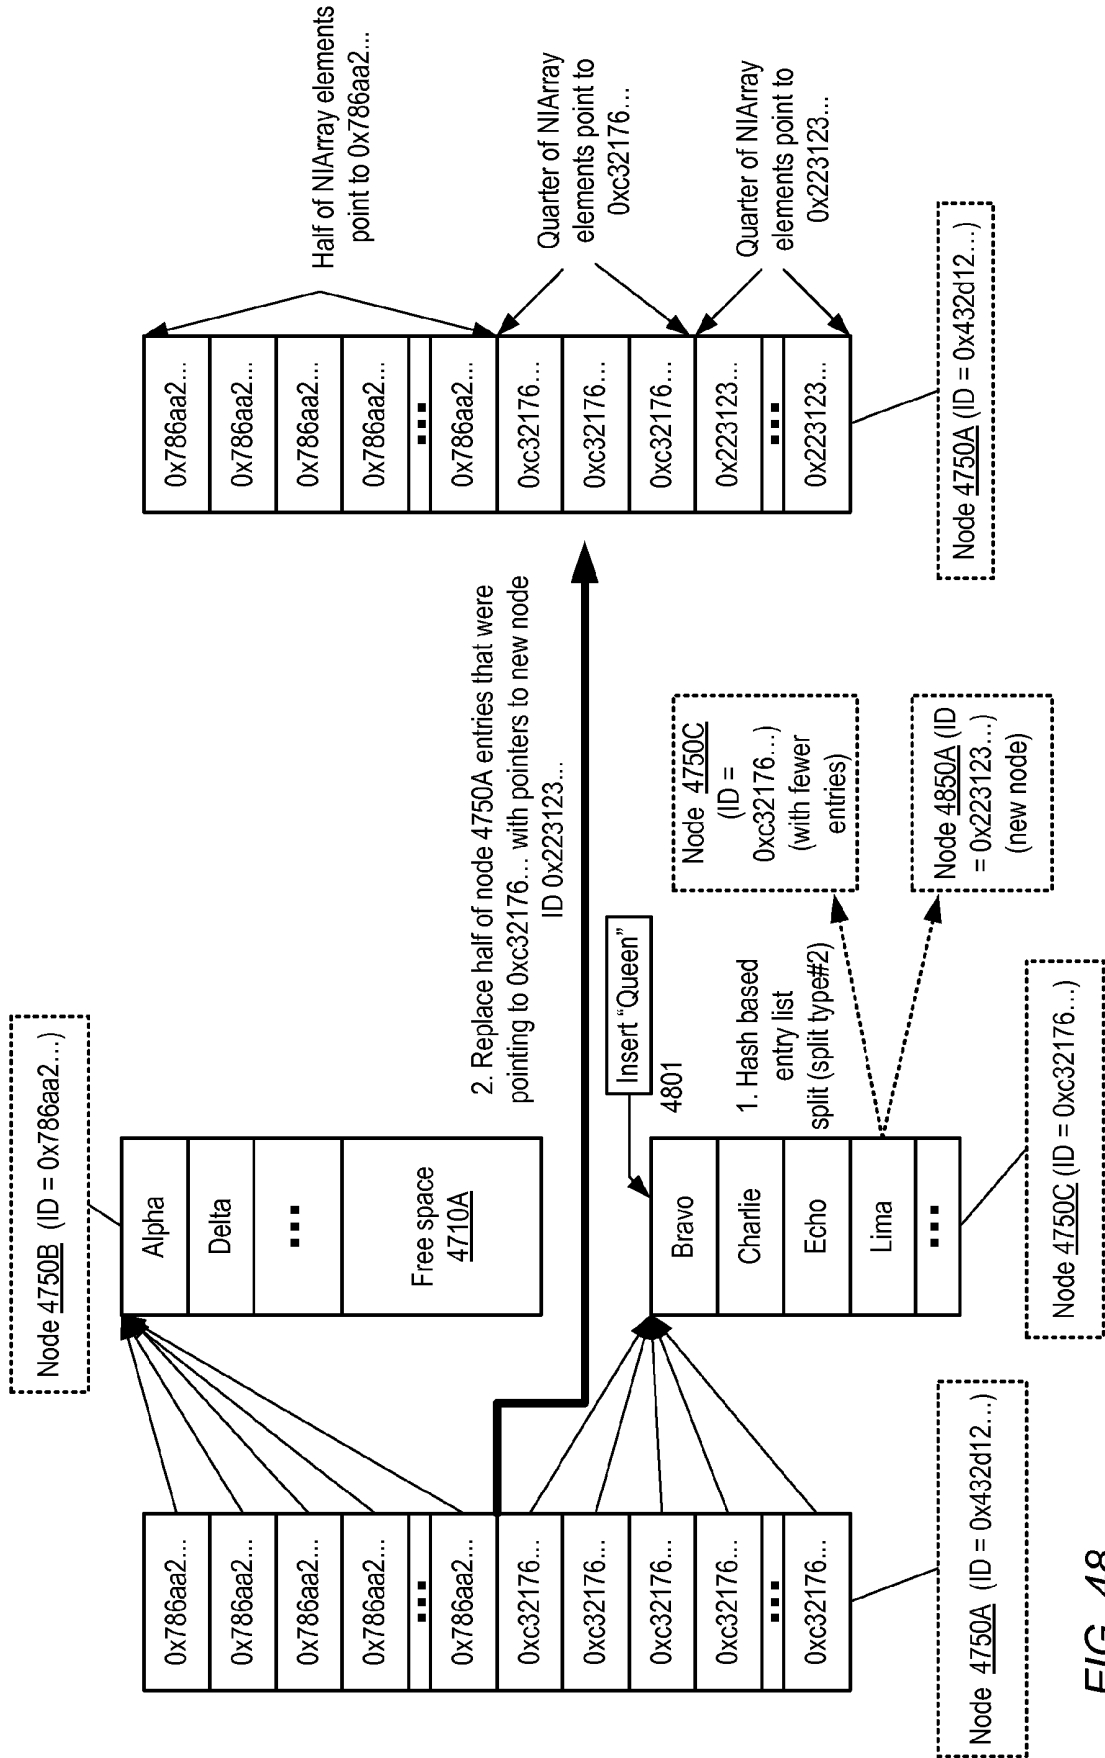 Node 4750B (ID = 0x786aa2...)
0x786aa2...
0x786aa2...
0x786aa2...
0x786aa2...
...
0x786aa2...
0xc32176...
0xc32176...
0xc32176...
0xc32176...
...
0xc32176...
Node 4750A (ID = 0x432d12...)
Alpha
Delta
...
Free space
4710A
Insert “Queen”
4801
Bravo
Charlie
Echo
Lima
...
Node 4750C (ID = 0xc32176...)
1. Hash based
entry list
split (split type#2)
Node 4750C
(ID =
0xc32176...)
(with fewer
entries)
Node 4850A (ID
= 0x223123...)
(new node)
2. Replace half of node 4750A entries that were
pointing to 0xc32176... with pointers to new node
ID 0x223123...
0x786aa2...
0x786aa2...
0x786aa2...
0x786aa2...
...
0x786aa2...
0xc32176...
0xc32176...
0xc32176...
0x223123...
...
0x223123...
Node 4750A (ID = 0x432d12...)
Half of NIArray elements
point to 0x786aa2...
Quarter of NIArray
elements point to
0xc32176...
Quarter of NIArray
elements point to
0x223123...
FIG. 48